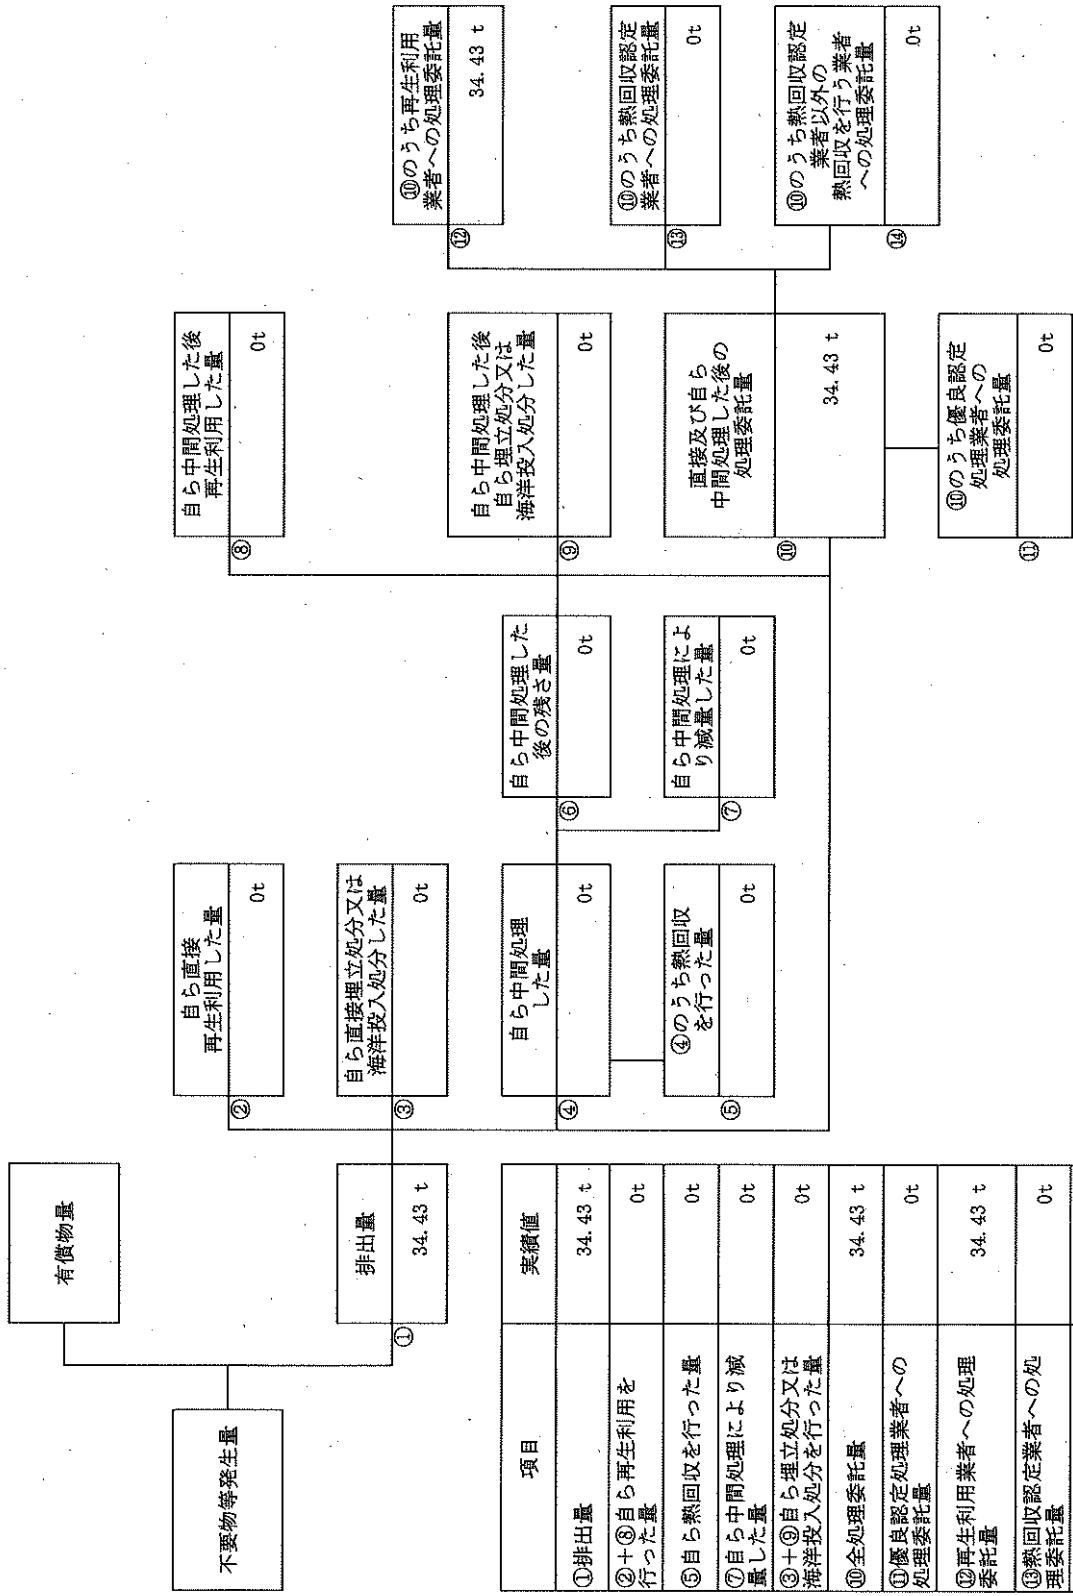 不要物等発生量
有償物量
①
排出量
34.43 t
②
自ら直接
再生利用した量
0t
③
自ら直接埋立処分又は
海洋投入処分した量
0t
④
自ら中間処理
した量
0t
⑤
④のうち熱回収
を行った量
0t
⑥
自ら中間処理した
後の残さ量
0t
⑦
自ら中間処理によ
り減量した量
0t
⑧
自ら中間処理した後
再生利用した量
0t
⑨
自ら中間処理した後
自ら埋立処分又は
海洋投入処分した量
0t
⑩
直接及び自ら
中間処理した後の
処理委託量
34.43 t
⑪
⑩のうち優良認定
処理業者への
処理委託量
0t
⑫
⑩のうち再生利用
業者への処理委託量
34.43 t
⑬
⑩のうち熱回収認定
業者への処理委託量
0t
⑭
⑩のうち熱回収認定
業者以外の
熱回収を行う業者
への処理委託量
0t
項目 実績値
①排出量 34.43 t
②+⑧自ら再生利用を
行った量 0t
⑤自ら熱回収を行った量 0t
⑦自ら中間処理により減
量した量 0t
③+⑨自ら埋立処分又は
海洋投入処分を行った量 0t
⑩全処理委託量 34.43 t
⑪優良認定処理業者への
処理委託量 0t
⑫再生利用業者への処理
委託量 34.43 t
⑬熱回収認定業者への処
理委託量 0t